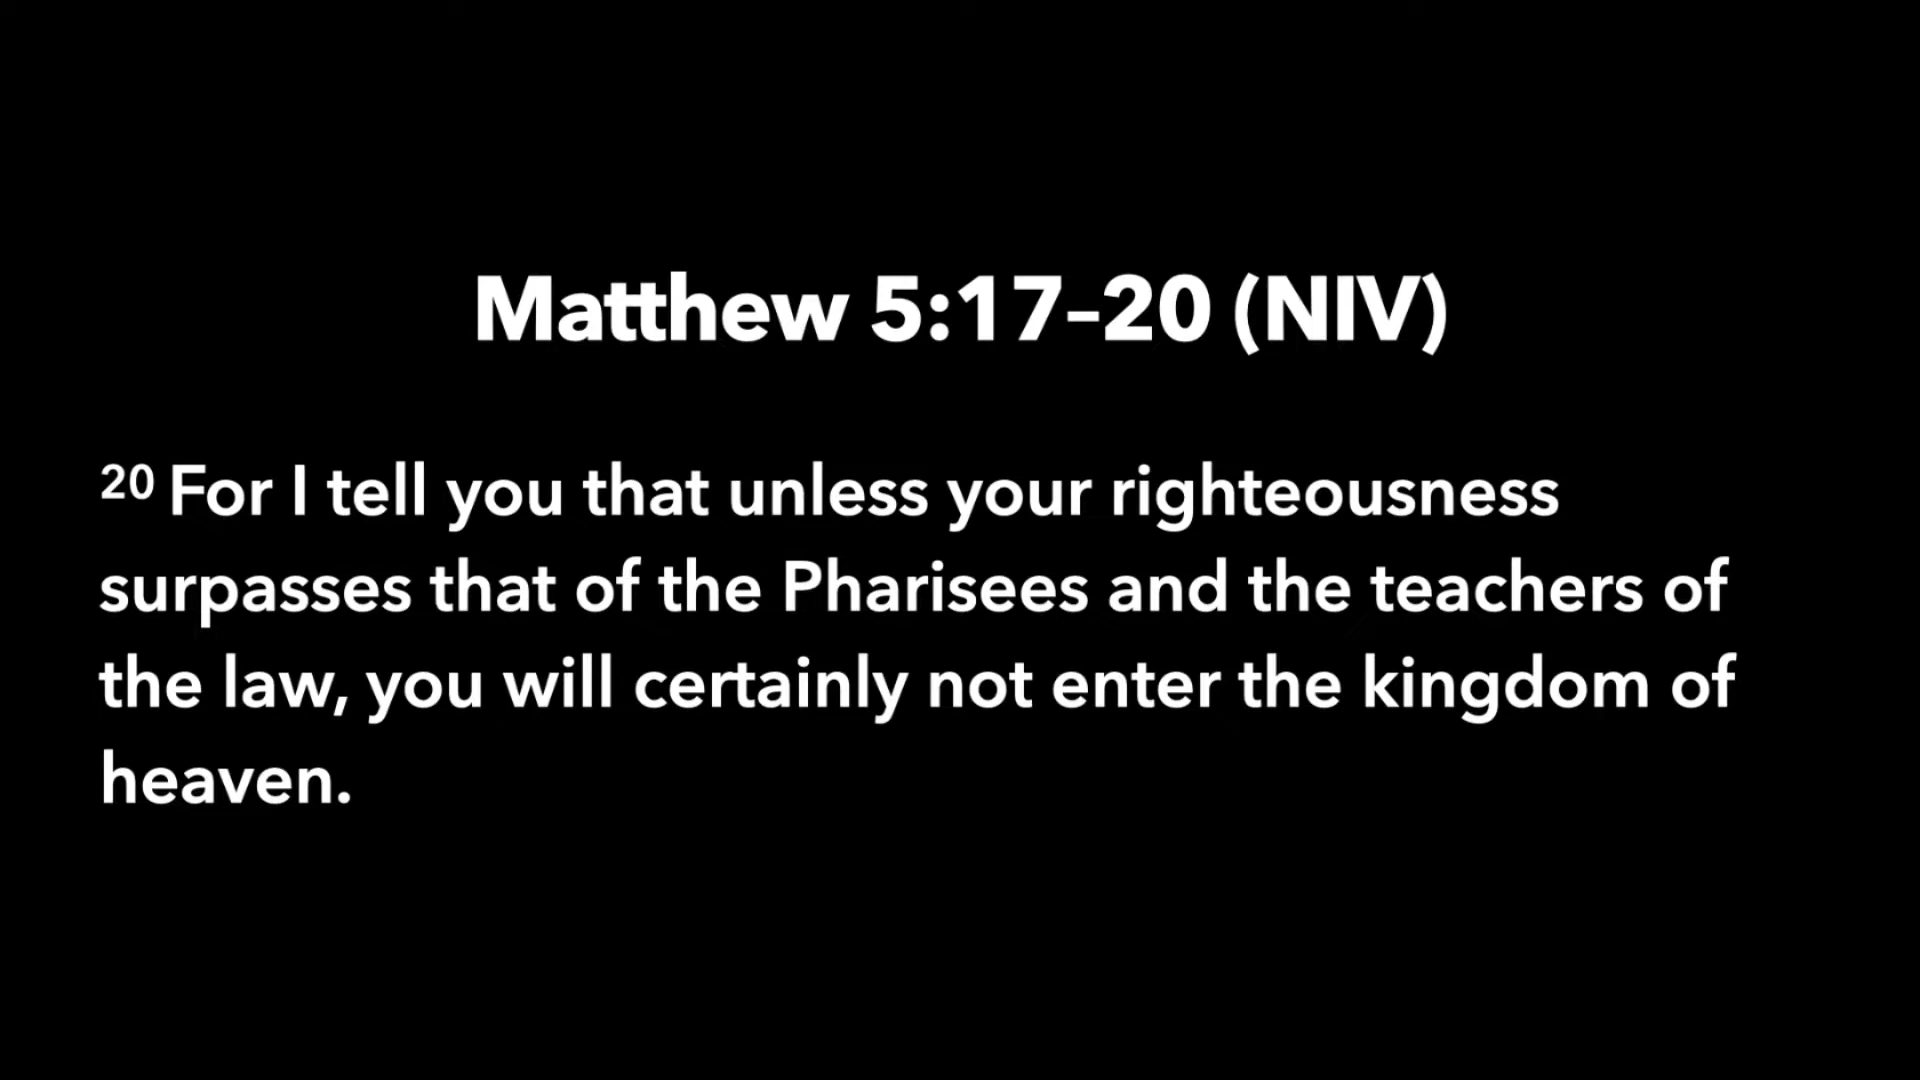 Matthew 5:17–20 (NIV)
20 For I tell you that unless your righteousness
surpasses that of the Pharisees and the teachers of
the law, you will certainly not enter the kingdom of
heaven.